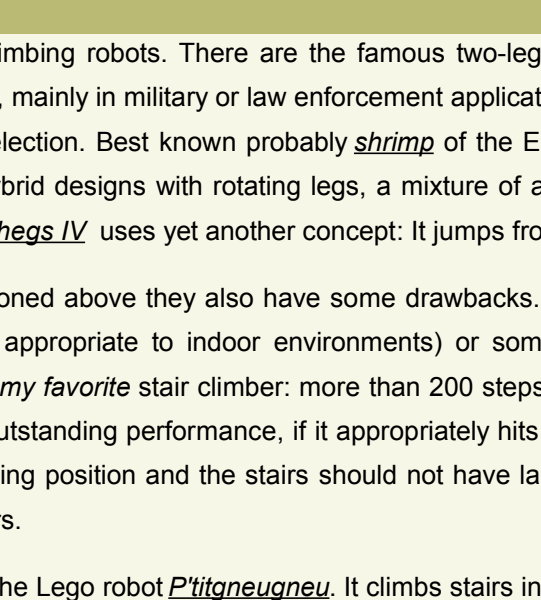 imbing robots. There are the famous two-leg
, mainly in military or law enforcement applicat
election. Best known probably shrimp of the E
brid designs with rotating legs, a mixture of a
hegs IV uses yet another concept: It jumps fro
oned above they also have some drawbacks.
appropriate to indoor environments) or som
my favorite stair climber: more than 200 steps
utstanding performance, if it appropriately hits
ing position and the stairs should not have la
rs.
he Lego robot P'titgneugneu. It climbs stairs in